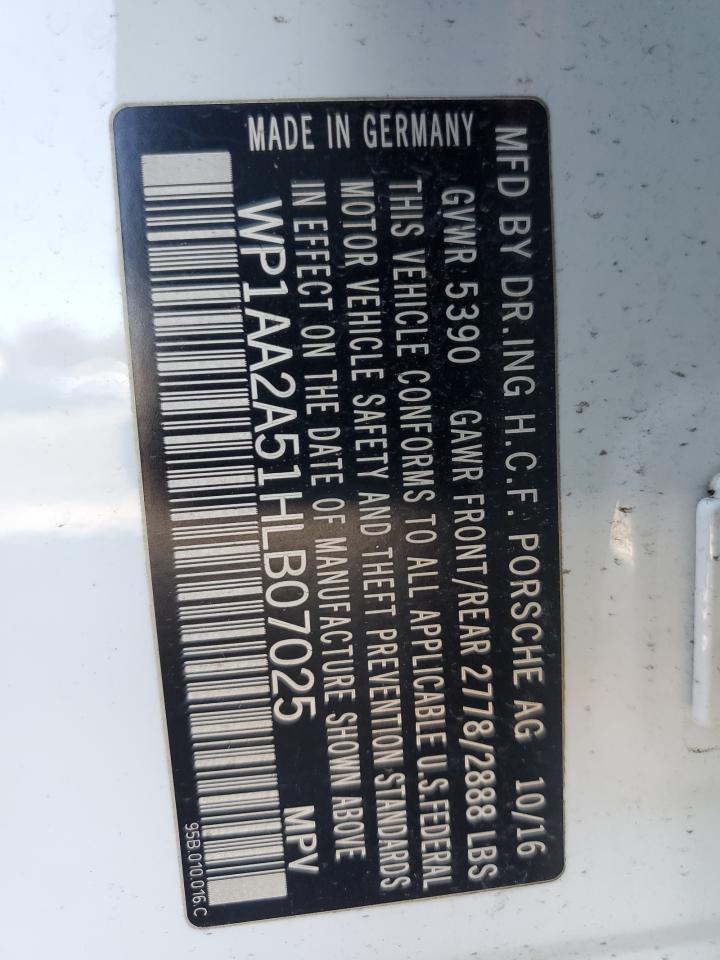 MFD BY DR.ING H.C.F. PORSCHE AG 10/16
GVWR 5390 GAWR FRONT/REAR 2778/2888 LBS
THIS VEHICLE CONFORMS TO ALL APPLICABLE U.S.FEDERAL
MOTOR VEHICLE SAFETY AND THEFT PREVENTION STANDARDS
IN EFFECT ON THE DATE OF MANUFACTURE SHOWN ABOVE
WP1AA2A51HLB07025 MPV
MADE IN GERMANY
95B.010.016.C